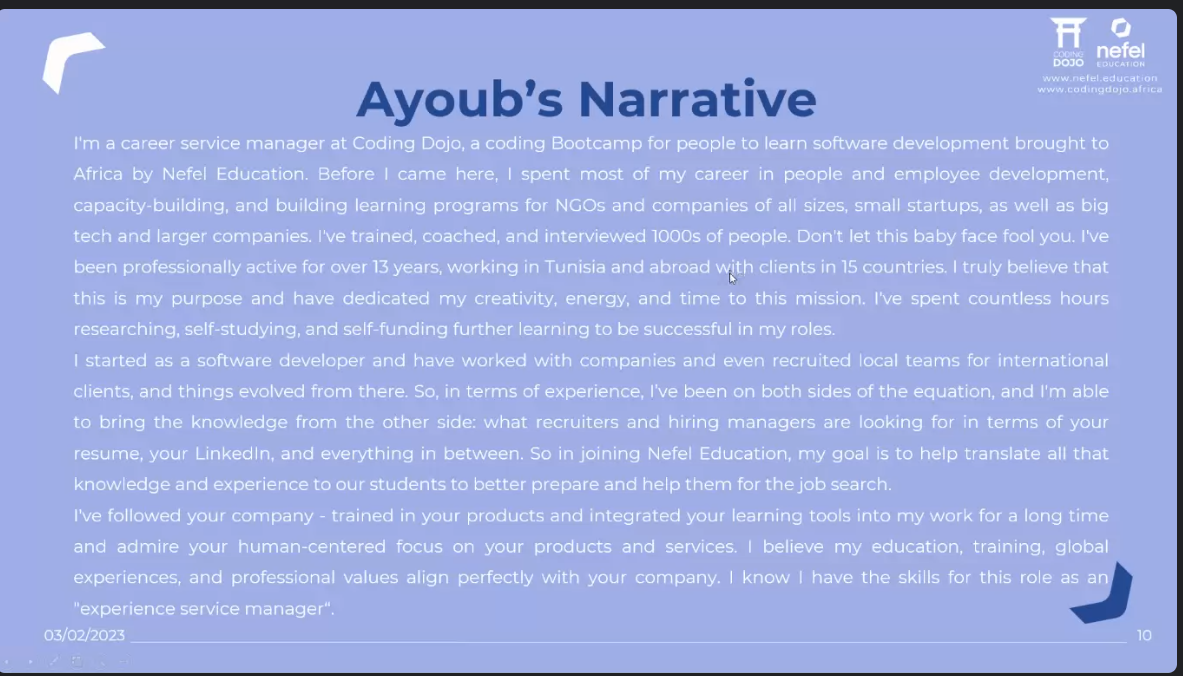 CODING
DOJO
nefel
EDUCATION
www.nefel.education
www.codingdojo.africa
Ayoub’s Narrative
I'm a career service manager at Coding Dojo, a coding Bootcamp for people to learn software development brought to
Africa by Nefel Education. Before I came here, I spent most of my career in people and employee development,
capacity-building, and building learning programs for NGOs and companies of all sizes, small startups, as well as big
tech and larger companies. I've trained, coached, and interviewed 1000s of people. Don't let this baby face fool you. I've
been professionally active for over 13 years, working in Tunisia and abroad with clients in 15 countries. I truly believe that
this is my purpose and have dedicated my creativity, energy, and time to this mission. I've spent countless hours
researching, self-studying, and self-funding further learning to be successful in my roles.
I started as a software developer and have worked with companies and even recruited local teams for international
clients, and things evolved from there. So, in terms of experience, I've been on both sides of the equation, and I'm able
to bring the knowledge from the other side: what recruiters and hiring managers are looking for in terms of your
resume, your LinkedIn, and everything in between. So in joining Nefel Education, my goal is to help translate all that
knowledge and experience to our students to better prepare and help them for the job search.
I've followed your company - trained in your products and integrated your learning tools into my work for a long time
and admire your human-centered focus on your products and services. I believe my education, training, global
experiences, and professional values align perfectly with your company. I know I have the skills for this role as an
"experience service manager".
03/02/2023
10